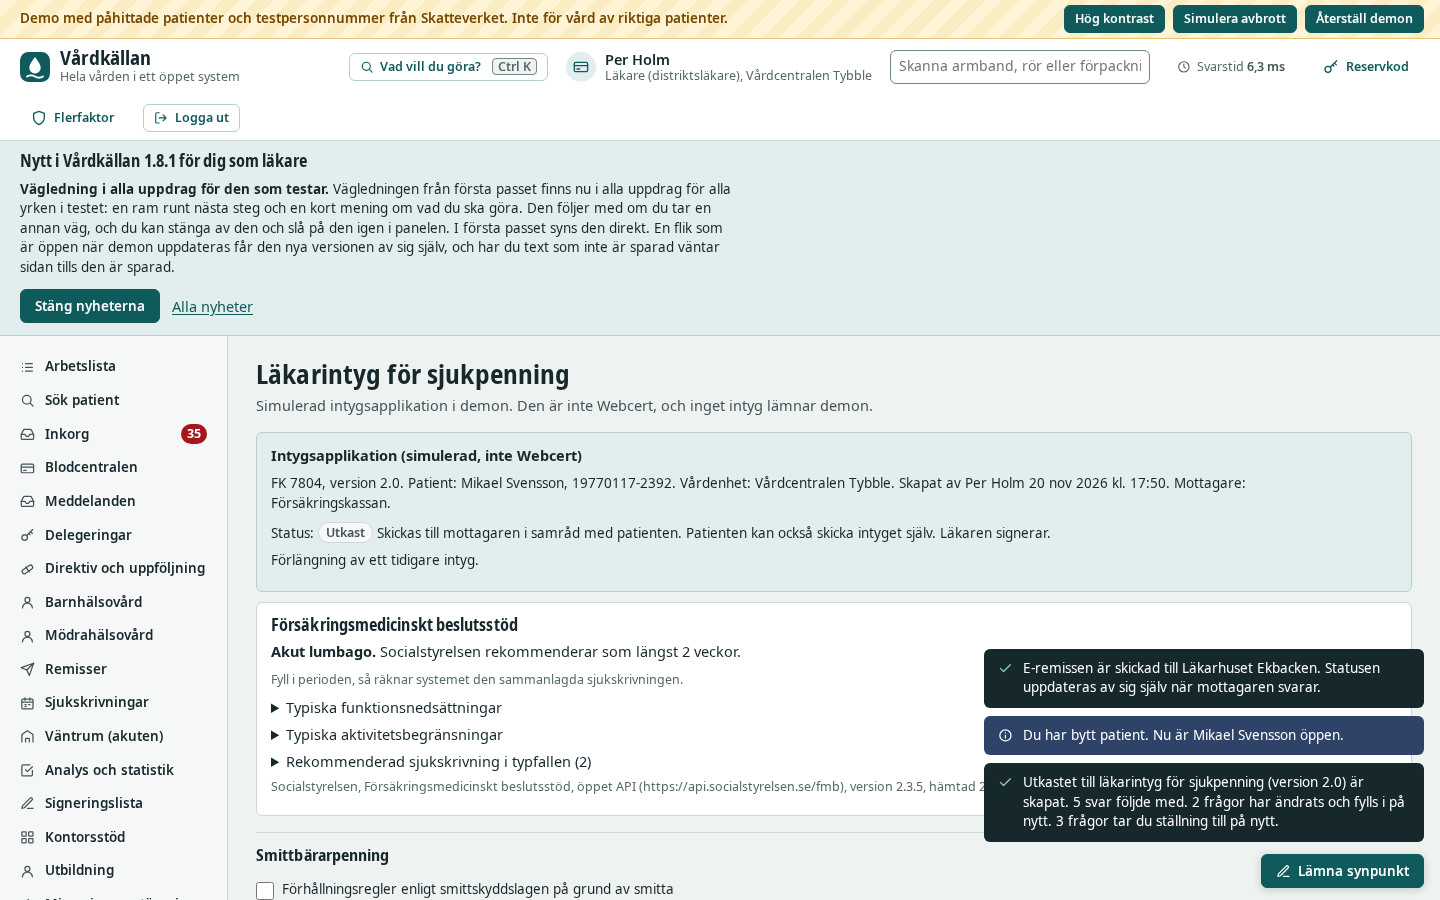 Demo med påhittade patienter och testpersonnummer från Skatteverket. Inte för vård av riktiga patienter.
Hög kontrast
Simulera avbrott
Återställ demon
Vårdkällan
Hela vården i ett öppet system
Vad vill du göra? Ctrl K
Per Holm
Läkare (distriktsläkare), Vårdcentralen Tybble
Skanna armband, rör eller förpackni
Svarstid 6,3 ms
Reservkod
Flerfaktor
Logga ut
Nytt i Vårdkällan 1.8.1 för dig som läkare
Vägledning i alla uppdrag för den som testar. Vägledningen från första passet finns nu i alla uppdrag för alla
yrken i testet: en ram runt nästa steg och en kort mening om vad du ska göra. Den följer med om du tar en
annan väg, och du kan stänga av den och slå på den igen i panelen. I första passet syns den direkt. En flik som
är öppen när demon uppdateras får den nya versionen av sig själv, och har du text som inte är sparad väntar
sidan tills den är sparad.
Stäng nyheterna
Alla nyheter
Arbetslista
Sök patient
Inkorg 35
Blodcentralen
Meddelanden
Delegeringar
Direktiv och uppföljning
Barnhälsovård
Mödrahälsovård
Remisser
Sjukskrivningar
Väntrum (akuten)
Analys och statistik
Signeringslista
Kontorsstöd
Utbildning
Läkarintyg för sjukpenning
Simulerad intygsapplikation i demon. Den är inte Webcert, och inget intyg lämnar demon.
Intygsapplikation (simulerad, inte Webcert)
FK 7804, version 2.0. Patient: Mikael Svensson, 19770117-2392. Vårdenhet: Vårdcentralen Tybble. Skapat av Per Holm 20 nov 2026 kl. 17:50. Mottagare:
Försäkringskassan.
Status: Utkast Skickas till mottagaren i samråd med patienten. Patienten kan också skicka intyget själv. Läkaren signerar.
Förlängning av ett tidigare intyg.
Försäkringsmedicinskt beslutsstöd
Akut lumbago. Socialstyrelsen rekommenderar som längst 2 veckor.
Fyll i perioden, så räknar systemet den sammanlagda sjukskrivningen.
Typiska funktionsnedsättningar
Typiska aktivitetsbegränsningar
Rekommenderad sjukskrivning i typfallen (2)
Socialstyrelsen, Försäkringsmedicinskt beslutsstöd, öppet API (https://api.socialstyrelsen.se/fmb), version 2.3.5, hämtad 2
Smittbärarpenning
Förhållningsregler enligt smittskyddslagen på grund av smitta
E-remissen är skickad till Läkarhuset Ekbacken. Statusen
uppdateras av sig själv när mottagaren svarar.
Du har bytt patient. Nu är Mikael Svensson öppen.
Utkastet till läkarintyg för sjukpenning (version 2.0) är
skapat. 5 svar följde med. 2 frågor har ändrats och fylls i på
nytt. 3 frågor tar du ställning till på nytt.
Lämna synpunkt